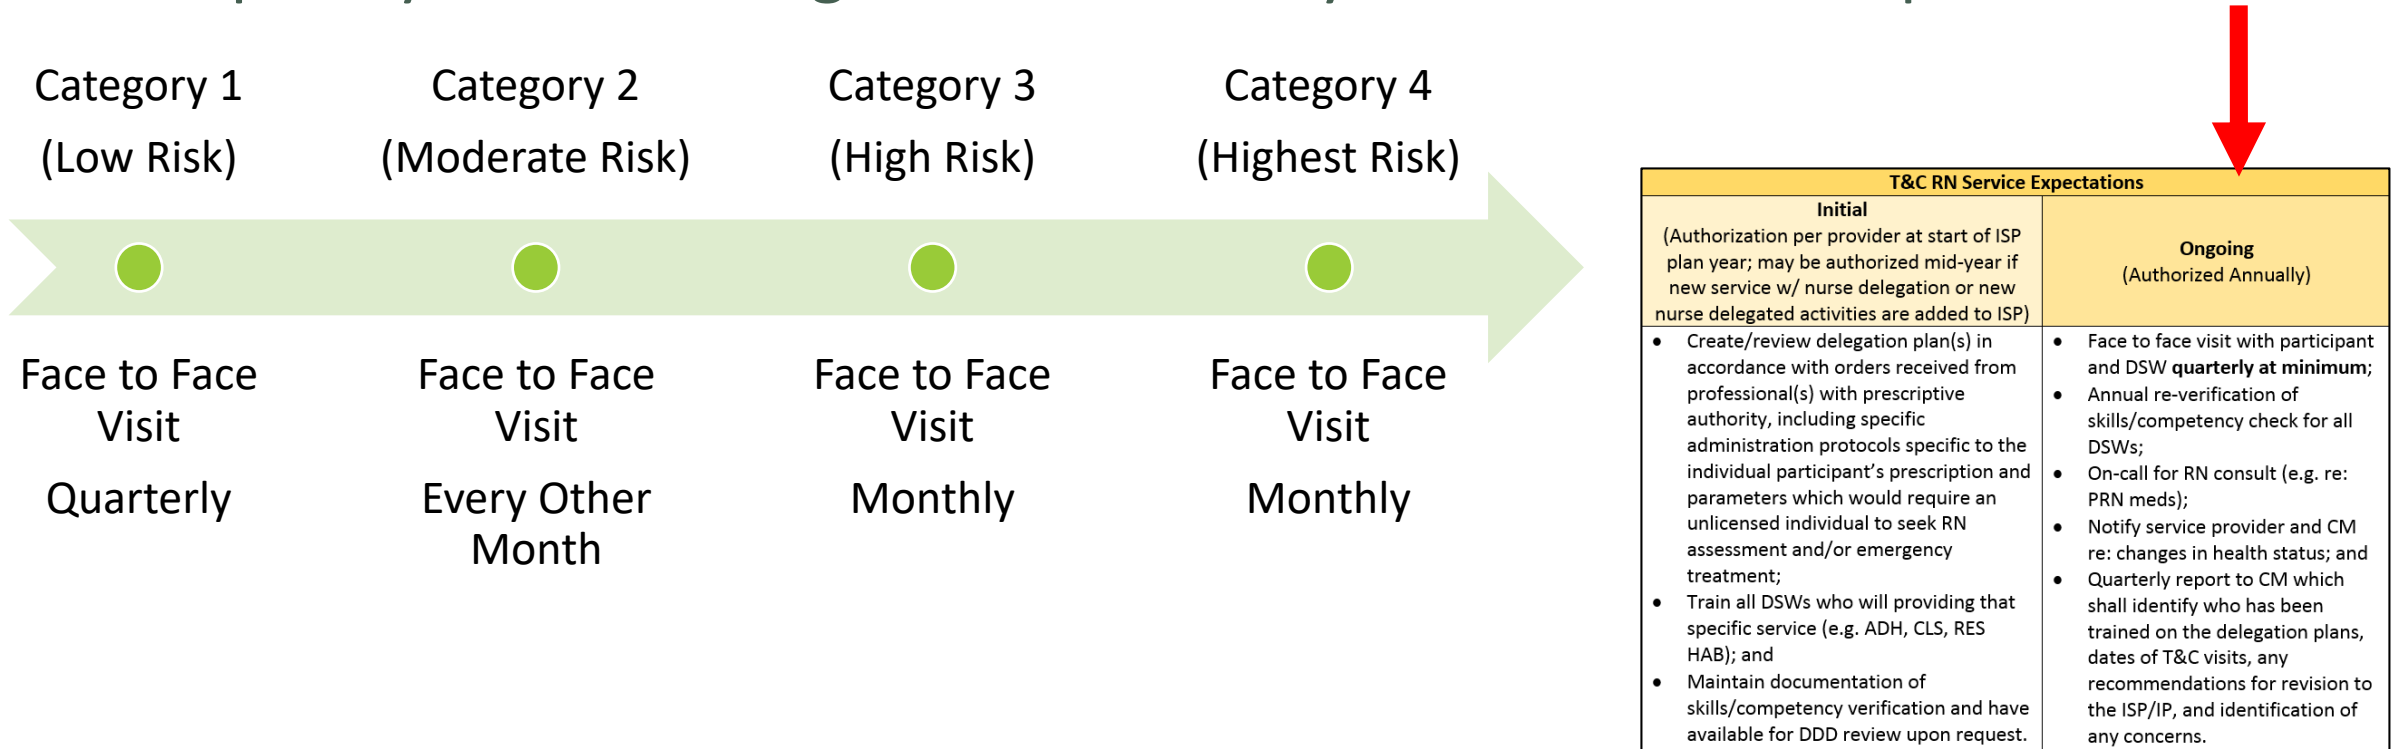 Category 1
(Low Risk)
Face to Face
Visit
Quarterly
Category 2
(Moderate Risk)
Face to Face
Visit
Every Other
Month
Category 3
(High Risk)
Face to Face
Visit
Monthly
Category 4
(Highest Risk)
Face to Face
Visit
Monthly
T&C RN Service Expectations
Initial
(Authorization per provider at start of ISP
plan year; may be authorized mid-year if
new service w/ nurse delegation or new
nurse delegated activities are added to ISP)
Ongoing
(Authorized Annually)
• Create/review delegation plan(s) in
accordance with orders received from
professional(s) with prescriptive
authority, including specific
administration protocols specific to the
individual participant's prescription and
parameters which would require an
unlicensed individual to seek RN
assessment and/or emergency
treatment;
• Train all DSWs who will providing that
specific service (e.g. ADH, CLS, RES
HAB); and
• Maintain documentation of
skills/competency verification and have
available for DDD review upon request.
• Face to face visit with participant
and DSW quarterly at minimum;
• Annual re-verification of
skills/competency check for all
DSWs;
• On-call for RN consult (e.g. re:
PRN meds);
• Notify service provider and CM
re: changes in health status; and
• Quarterly report to CM which
shall identify who has been
trained on the delegation plans,
dates of T&C visits, any
recommendations for revision to
the ISP/IP, and identification of
any concerns.